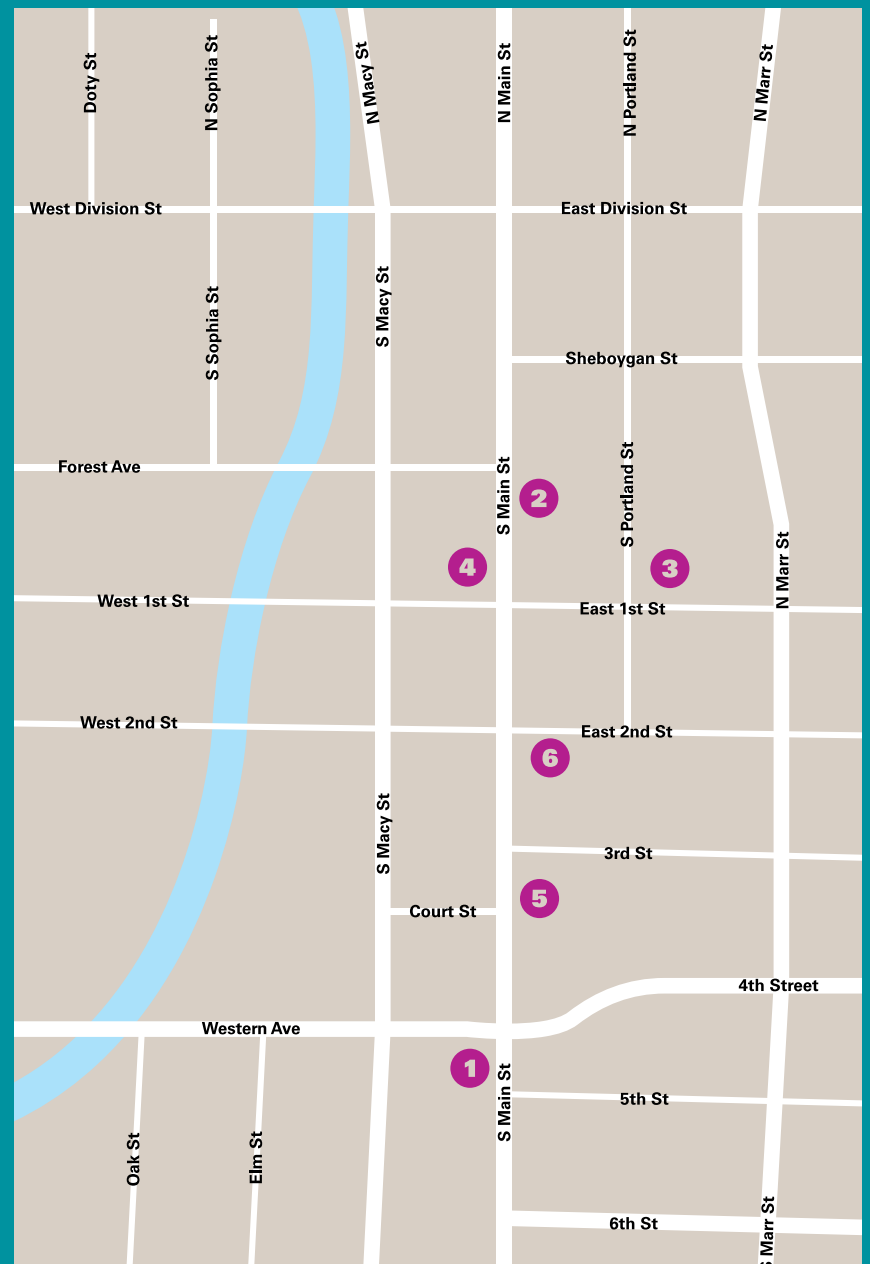 Doty St
N Sophia St
N Macy St
N Main St
N Portland St
N Marr St
West Division St
East Division St
S Sophia St
S Macy St
Sheboygan St
Forest Ave
S Main St
S Portland St
2
4
3
N Marr St
West 1st St
East 1st St
West 2nd St
East 2nd St
6
S Macy St
3rd St
5
Court St
4th Street
Western Ave
1
S Main St
5th St
Oak St
Elm St
6th St
S Marr St